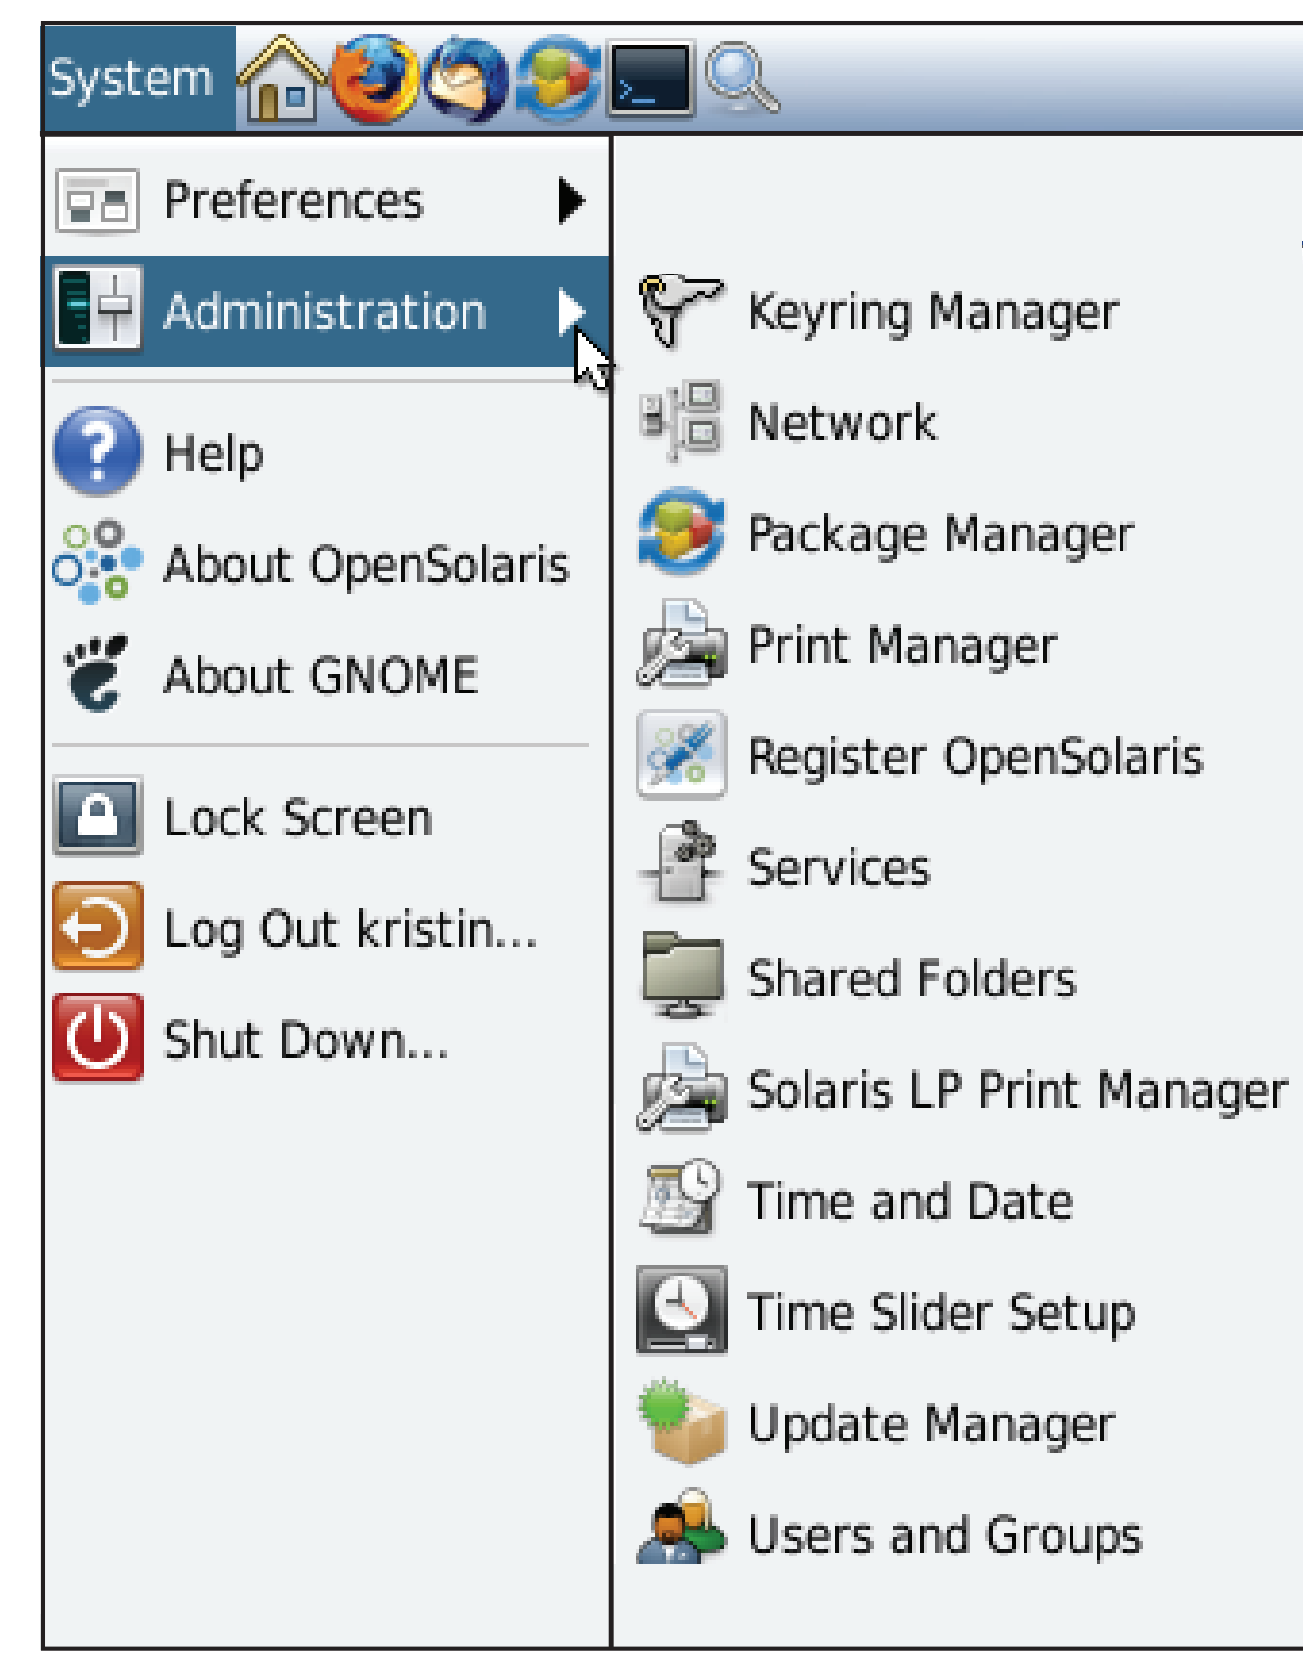 System
Preferences
Administration
Help
About OpenSolaris
About GNOME
Lock Screen
Log Out kristin...
Shut Down...
Keyring Manager
Network
Package Manager
Print Manager
Register OpenSolaris
Services
Shared Folders
Solaris LP Print Manager
Time and Date
Time Slider Setup
Update Manager
Users and Groups